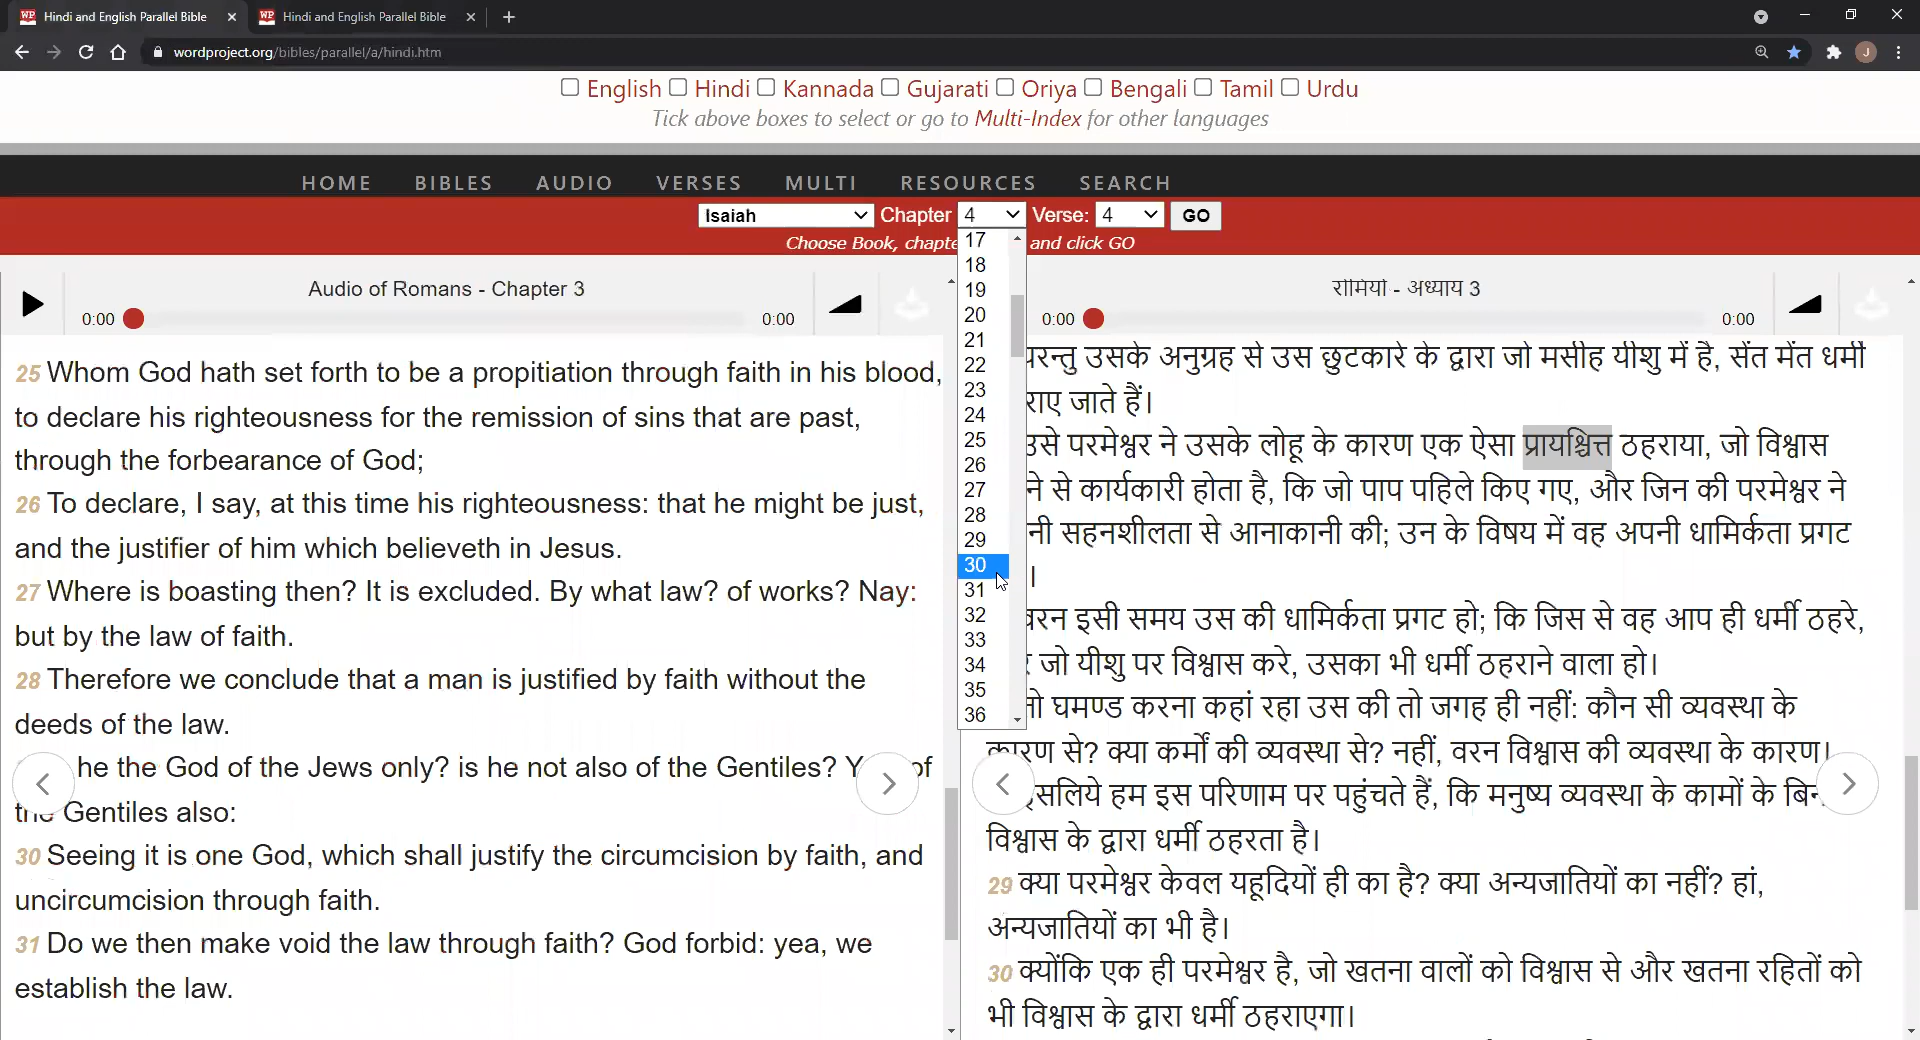 Hindi and English Parallel Bible
Hindi and English Parallel Bible
wordproject.org/bibles/parallel/a/hindi.htm
J
English Hindi Kannada Gujarati Oriya Bengali Tamil Urdu
Tick above boxes to select or go to Multi-Index for other languages
HOME BIBLES AUDIO VERSES MULTI RESOURCES SEARCH
Isaiah Chapter 4 Verse: 4 GO
Choose Book, chapte and click GO
17
18
19
20
21
22
23
24
25
26
27
28
29
30
31
32
33
34
35
36
Audio of Romans - Chapter 3
0:00 0:00
25 Whom God hath set forth to be a propitiation through faith in his blood,
to declare his righteousness for the remission of sins that are past,
through the forbearance of God;
26 To declare, I say, at this time his righteousness: that he might be just,
and the justifier of him which believeth in Jesus.
27 Where is boasting then? It is excluded. By what law? of works? Nay:
but by the law of faith.
28 Therefore we conclude that a man is justified by faith without the
deeds of the law.
he the God of the Jews only? is he not also of the Gentiles? Y of
the Gentiles also:
30 Seeing it is one God, which shall justify the circumcision by faith, and
uncircumcision through faith.
31 Do we then make void the law through faith? God forbid: yea, we
establish the law.
रोमियो - अध्याय 3
0:00 0:00
परन्तु उसके अनुग्रह से उस छुटकारे के द्वारा जो मसीह यीशु में है, सेंत मेंत धर्मी
राए जाते हैं।
उसे परमेश्वर ने उसके लोहू के कारण एक ऐसा प्रायश्चित्त ठहराया, जो विश्वास
ने से कार्यकारी होता है, कि जो पाप पहिले किए गए, और जिन की परमेश्वर ने
नी सहनशीलता से आनाकानी की; उन के विषय में वह अपनी धामिर्कता प्रगट
।
वरन इसी समय उस की धामिर्कता प्रगट हो; कि जिस से वह आप ही धर्मी ठहरे,
जो यीशु पर विश्वास करे, उसका भी धर्मी ठहराने वाला हो।
तो घमण्ड करना कहां रहा उस की तो जगह ही नहीं: कौन सी व्यवस्था के
कारण से? क्या कर्मों की व्यवस्था से? नहीं, वरन विश्वास की व्यवस्था के कारण।
इसलिये हम इस परिणाम पर पहुंचते हैं, कि मनुष्य व्यवस्था के कामों के बिन
विश्वास के द्वारा धर्मी ठहरता है।
29 क्या परमेश्वर केवल यहूदियों ही का है? क्या अन्यजातियों का नहीं? हां,
अन्यजातियों का भी है।
30 क्योंकि एक ही परमेश्वर है, जो खतना वालों को विश्वास से और खतना रहितों को
भी विश्वास के द्वारा धर्मी ठहराएगा।